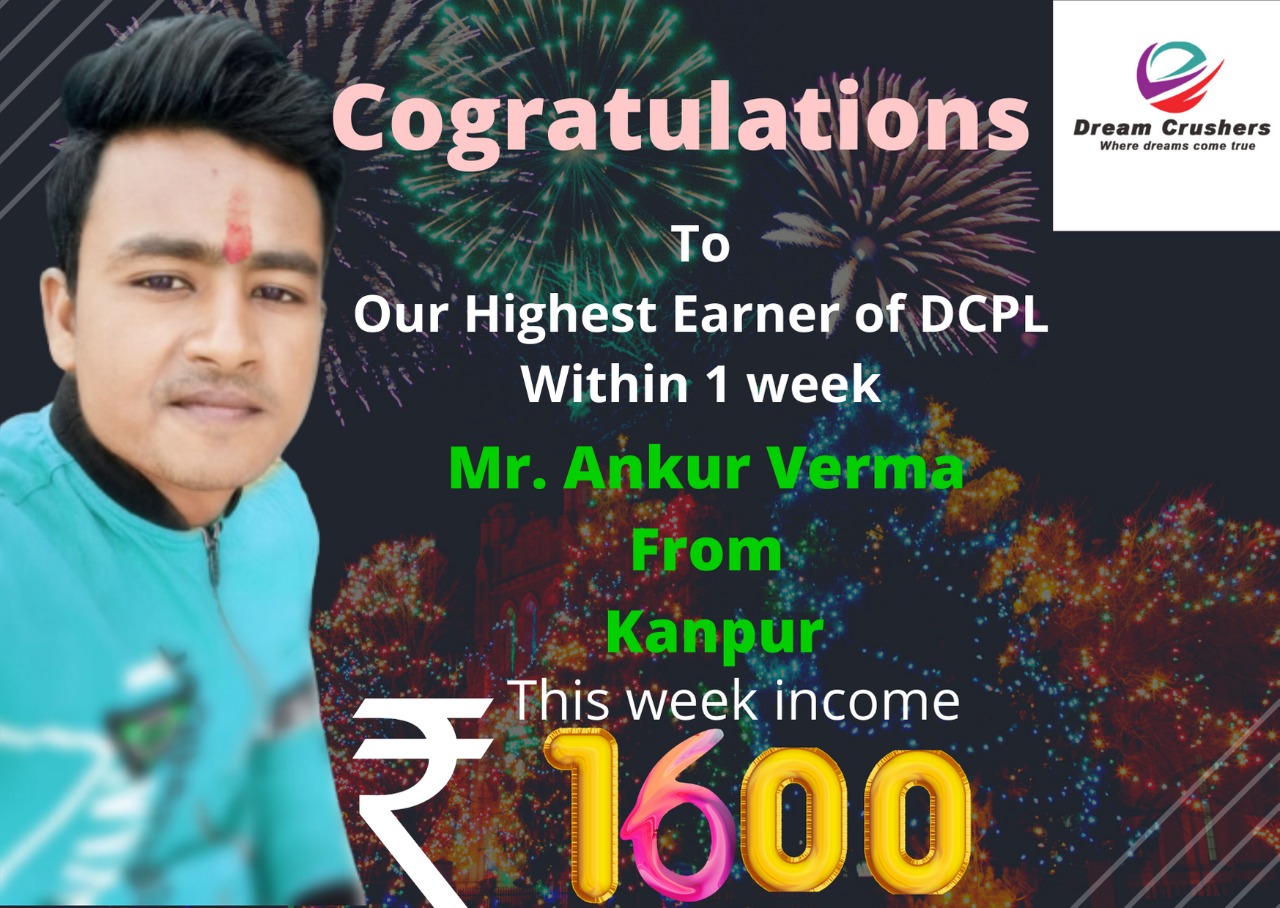 Cogratulations
To
Our Highest Earner of DCPL
Within 1 week
Mr. Ankur Verma
From
Kanpur
This week income
₹ 1600
Dream Crushers
Where dreams come true